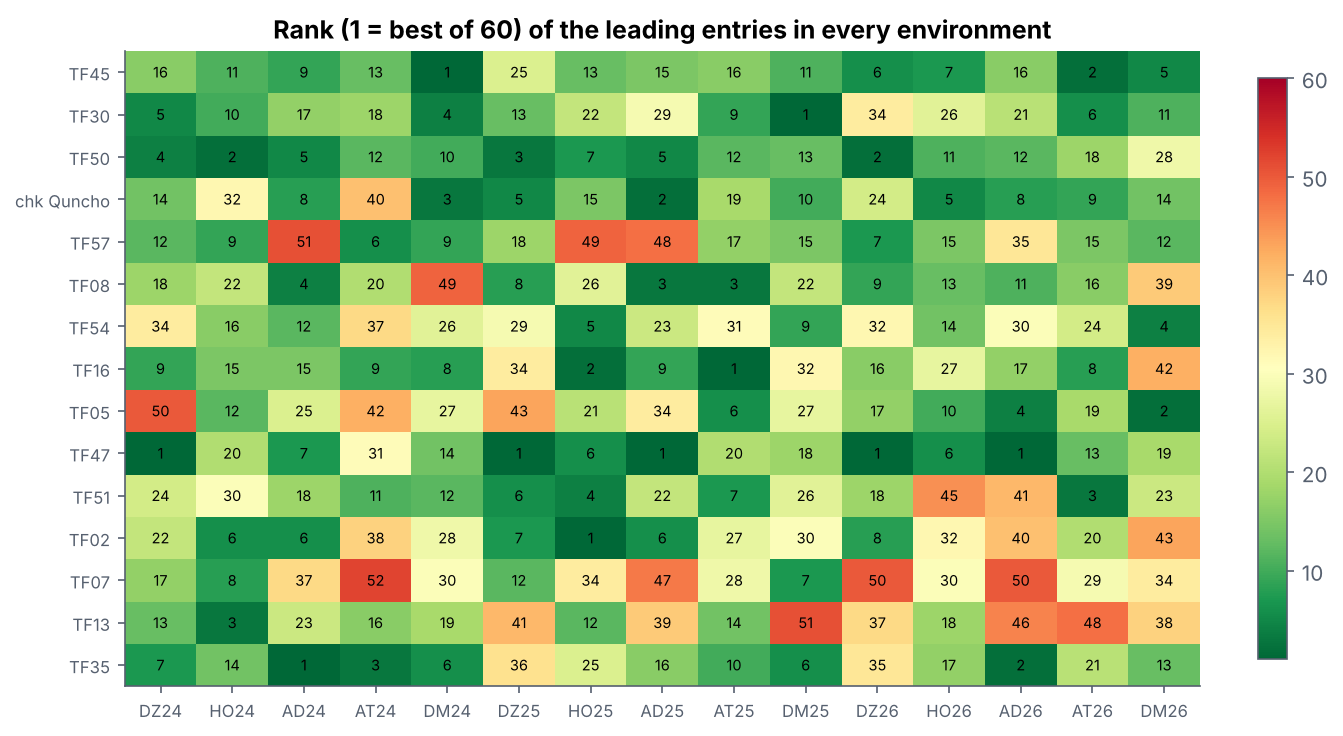 Rank (1 = best of 60) of the leading entries in every environment
TF45 16 11 9 13 1 25 13 15 16 11 6 7 16 2 5
TF30 5 10 17 18 4 13 22 29 9 1 34 26 21 6 11
TF50 4 2 5 12 10 3 7 5 12 13 2 11 12 18 28
chk Quncho 14 32 8 40 3 5 15 2 19 10 24 5 8 9 14
TF57 12 9 51 6 9 18 49 48 17 15 7 15 35 15 12
TF08 18 22 4 20 49 8 26 3 3 22 9 13 11 16 39
TF54 34 16 12 37 26 29 5 23 31 9 32 14 30 24 4
TF16 9 15 15 9 8 34 2 9 1 32 16 27 17 8 42
TF05 50 12 25 42 27 43 21 34 6 27 17 10 4 19 2
TF47 1 20 7 31 14 1 6 1 20 18 1 6 1 13 19
TF51 24 30 18 11 12 6 4 22 7 26 18 45 41 3 23
TF02 22 6 6 38 28 7 1 6 27 30 8 32 40 20 43
TF07 17 8 37 52 30 12 34 47 28 7 50 30 50 29 34
TF13 13 3 23 16 19 41 12 39 14 51 37 18 46 48 38
TF35 7 14 1 3 6 36 25 16 10 6 35 17 2 21 13
DZ24 HO24 AD24 AT24 DM24 DZ25 HO25 AD25 AT25 DM25 DZ26 HO26 AD26 AT26 DM26
60
50
40
30
20
10